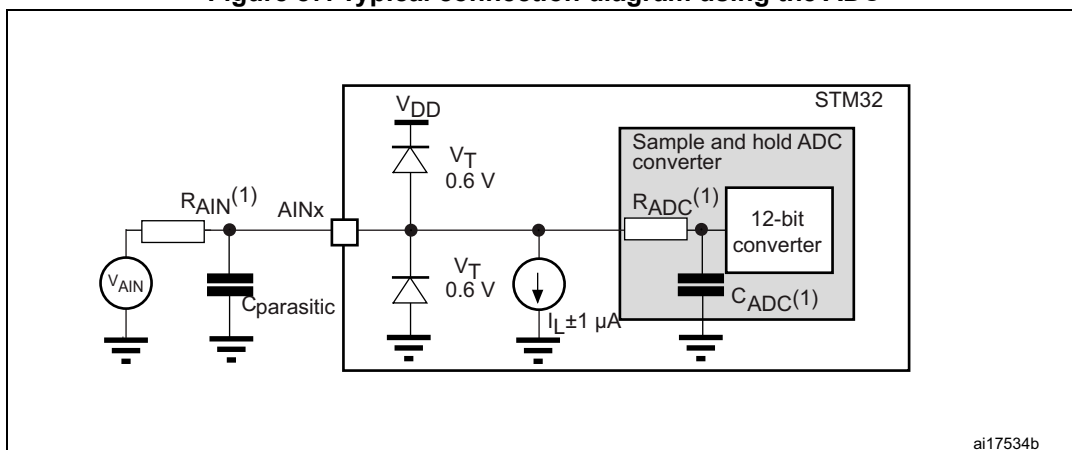 STM32
VDD
VT
0.6 V
Sample and hold ADC
converter
RAIN(1)
AINx
RADC(1)
12-bit
converter
VAIN
Cparasitic
VT
0.6 V
IL±1 µA
CADC(1)
ai17534b